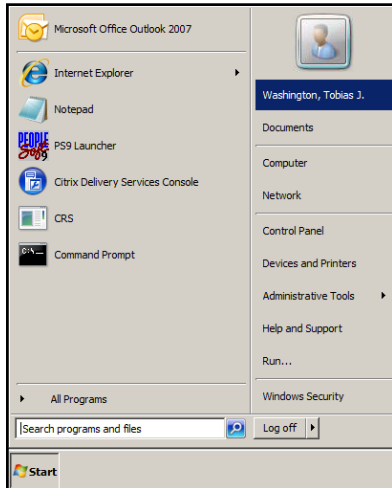 Microsoft Office Outlook 2007
Internet Explorer
Notepad
PEOPLE
Soft9
PS9 Launcher
Citrix Delivery Services Console
CRS
C:\_
Command Prompt
All Programs
Search programs and files
Washington, Tobias J.
Documents
Computer
Network
Control Panel
Devices and Printers
Administrative Tools
Help and Support
Run...
Windows Security
Log off
Start